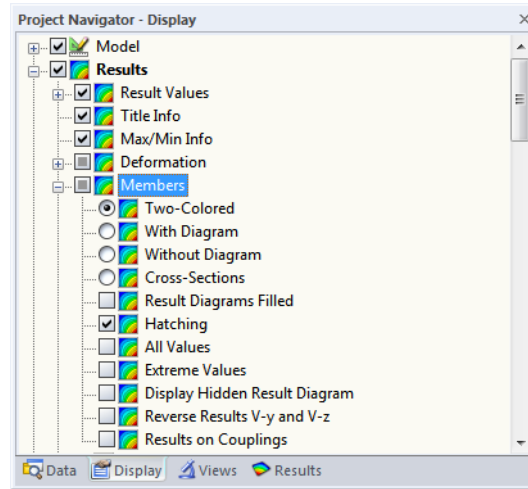 Project Navigator - Display
Model
Results
Result Values
Title Info
Max/Min Info
Deformation
Members
Two-Colored
With Diagram
Without Diagram
Cross-Sections
Result Diagrams Filled
Hatching
All Values
Extreme Values
Display Hidden Result Diagram
Reverse Results V-y and V-z
Results on Couplings
Data Display Views Results